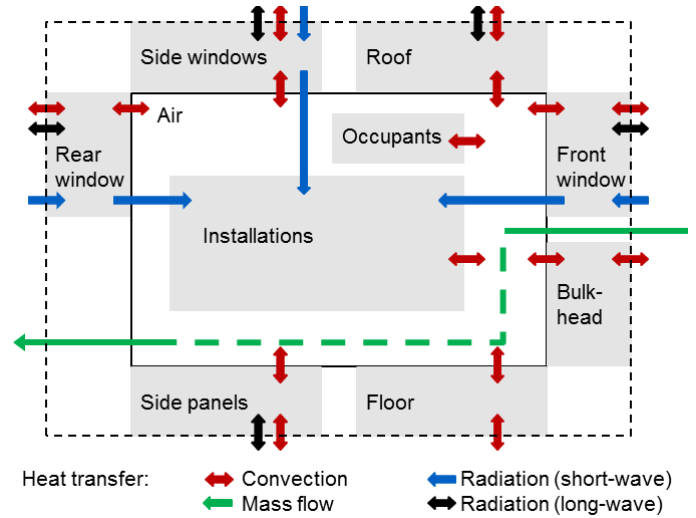 Side windows
Roof
Air
Occupants
Rear
window
Front
window
Installations
Bulk-
head
Side panels
Floor
Heat transfer:
Convection
Radiation (short-wave)
Mass flow
Radiation (long-wave)